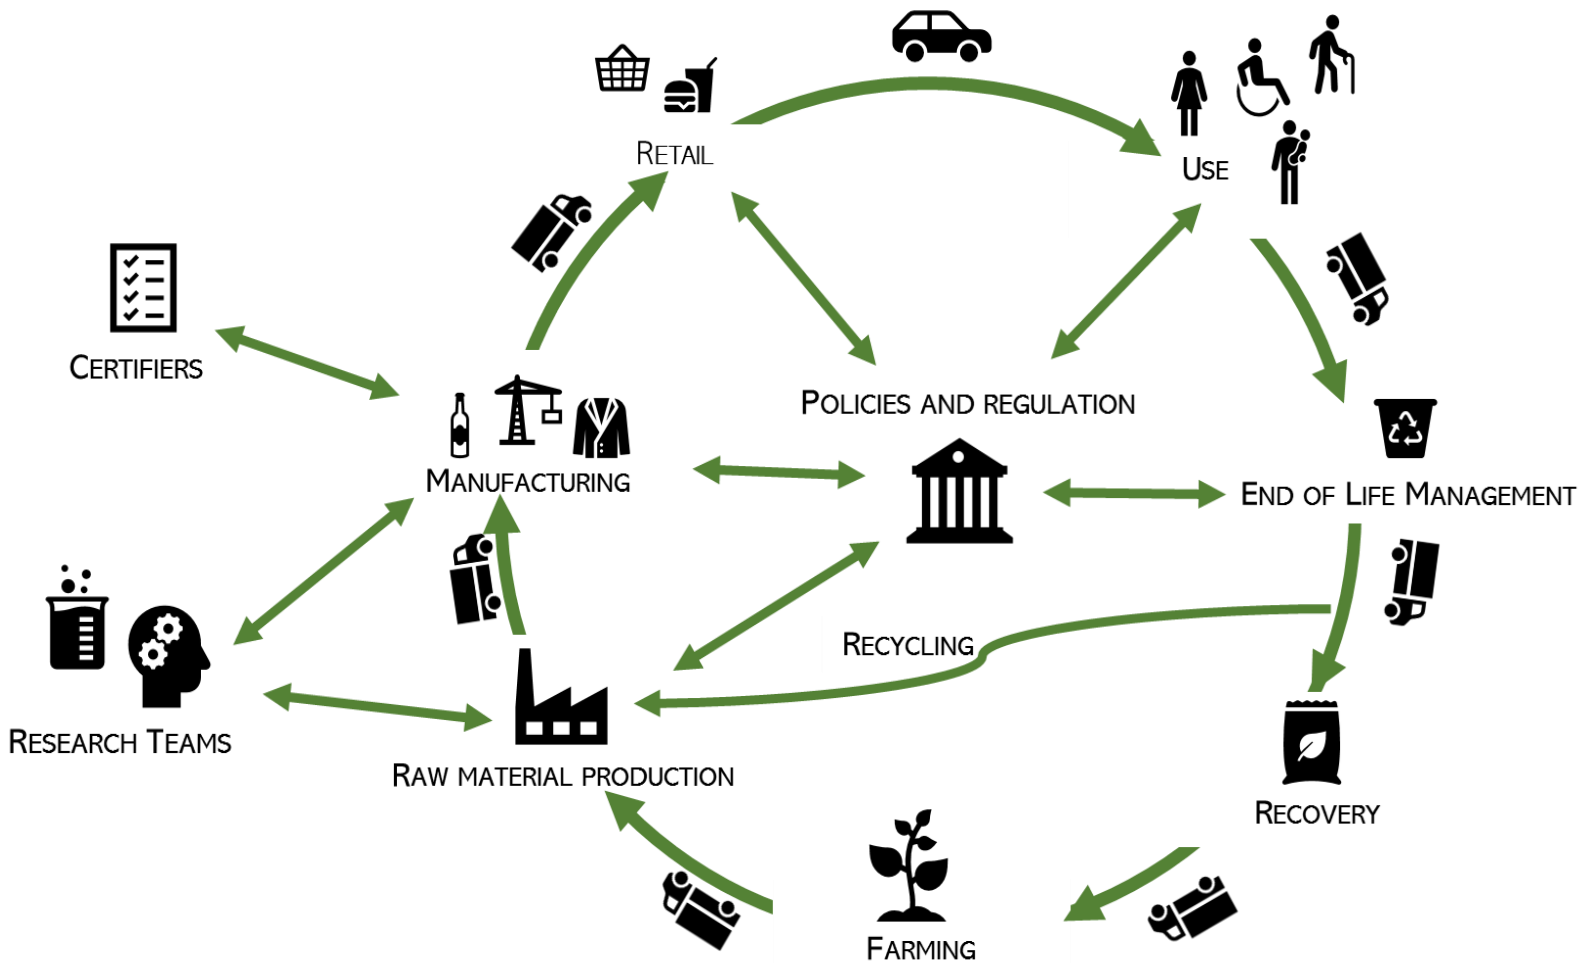 RETAIL
USE
CERTIFIERS
POLICIES AND REGULATION
MANUFACTURING
END OF LIFE MANAGEMENT
RECYCLING
RESEARCH TEAMS
RAW MATERIAL PRODUCTION
RECOVERY
FARMING